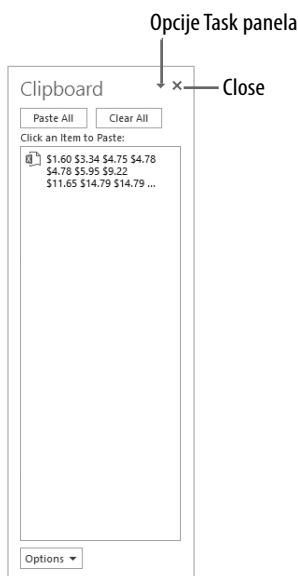 Opcije Task panela
Clipboard
Close
Paste All
Clear All
Click an Item to Paste:
$1.60 $3.34 $4.75 $4.78
$4.78 $5.95 $9.22
$11.65 $14.79 $14.79 ...
Options